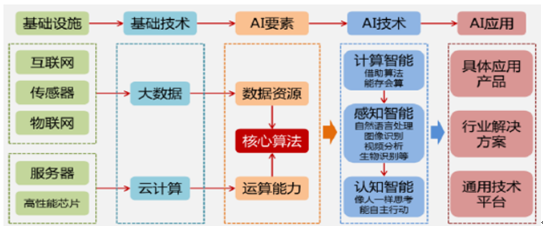 基础设施
基础技术
AI要素
AI技术
AI应用
互联网
传感器
物联网
服务器
高性能芯片
大数据
云计算
数据资源
核心算法
运算能力
计算智能
借助算法
能存会算
感知智能
自然语言处理
图像识别
视频分析
生物识别等
认知智能
像人一样思考
能自主行动
具体应用
产品
行业解决
方案
通用技术
平台